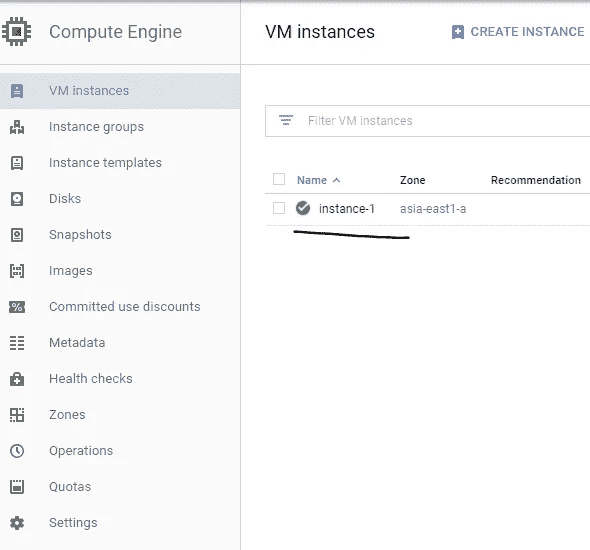 Compute Engine
VM instances
Instance groups
Instance templates
Disks
Snapshots
Images
Committed use discounts
Metadata
Health checks
Zones
Operations
Quotas
Settings
VM instances CREATE INSTANCE
Filter VM instances
Name Zone Recommendation
instance-1 asia-east1-a